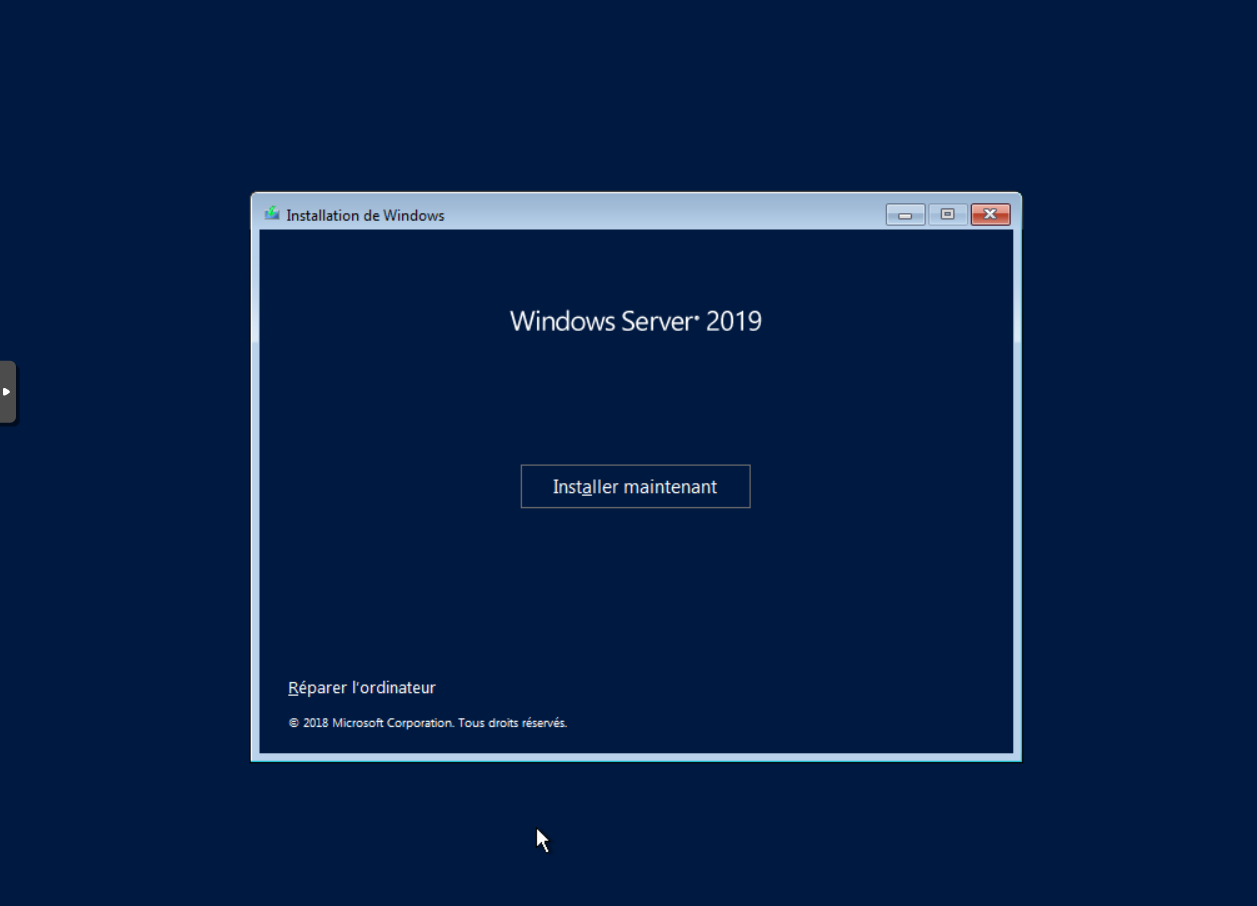 Installation de Windows
Windows Server® 2019
Installer maintenant
Réparer l'ordinateur
© 2018 Microsoft Corporation. Tous droits réservés.